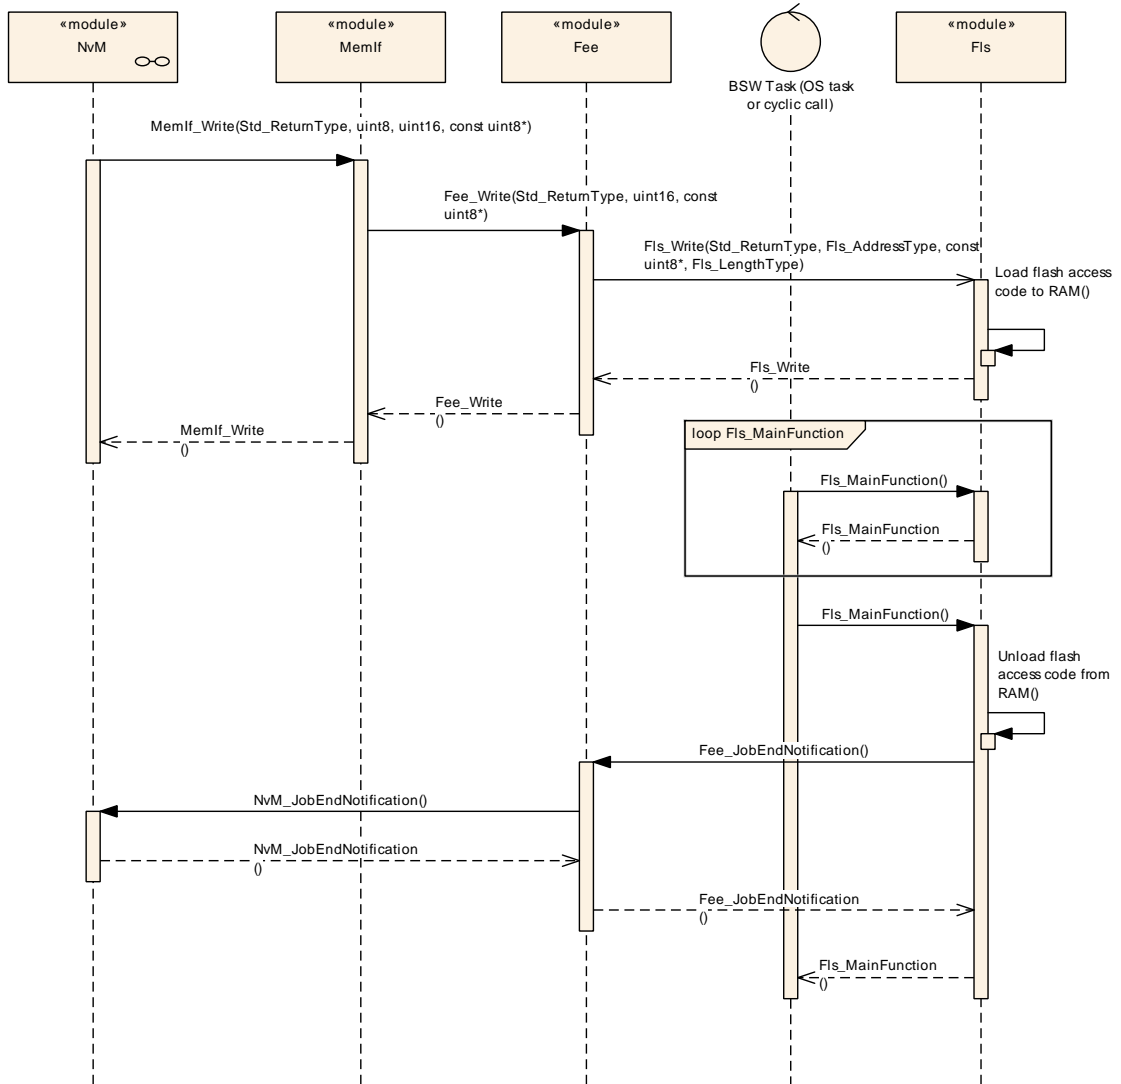 «module»
NvM
«module»
MemIf
«module»
Fee
BSW Task (OS task
or cyclic call)
«module»
Fls
MemIf_Write(Std_ReturnType, uint8, uint16, const uint8*)
Fee_Write(Std_ReturnType, uint16, const
uint8*)
Fls_Write(Std_ReturnType, Fls_AddressType, const
uint8*, Fls_LengthType)
Load flash access
code to RAM()
Fls_Write
()
Fee_Write
()
MemIf_Write
()
loop Fls_MainFunction
Fls_MainFunction()
Fls_MainFunction
()
Fls_MainFunction()
Unload flash
access code from
RAM()
Fee_JobEndNotification()
NvM_JobEndNotification()
NvM_JobEndNotification
()
Fee_JobEndNotification
()
Fls_MainFunction
()